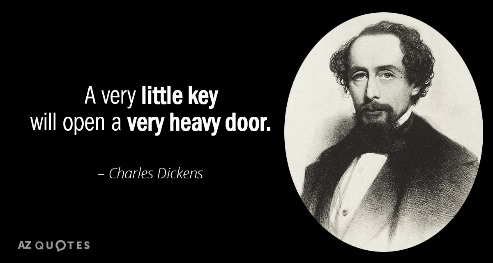 A very little key
will open a very heavy door.
– Charles Dickens
AZ QUOTES